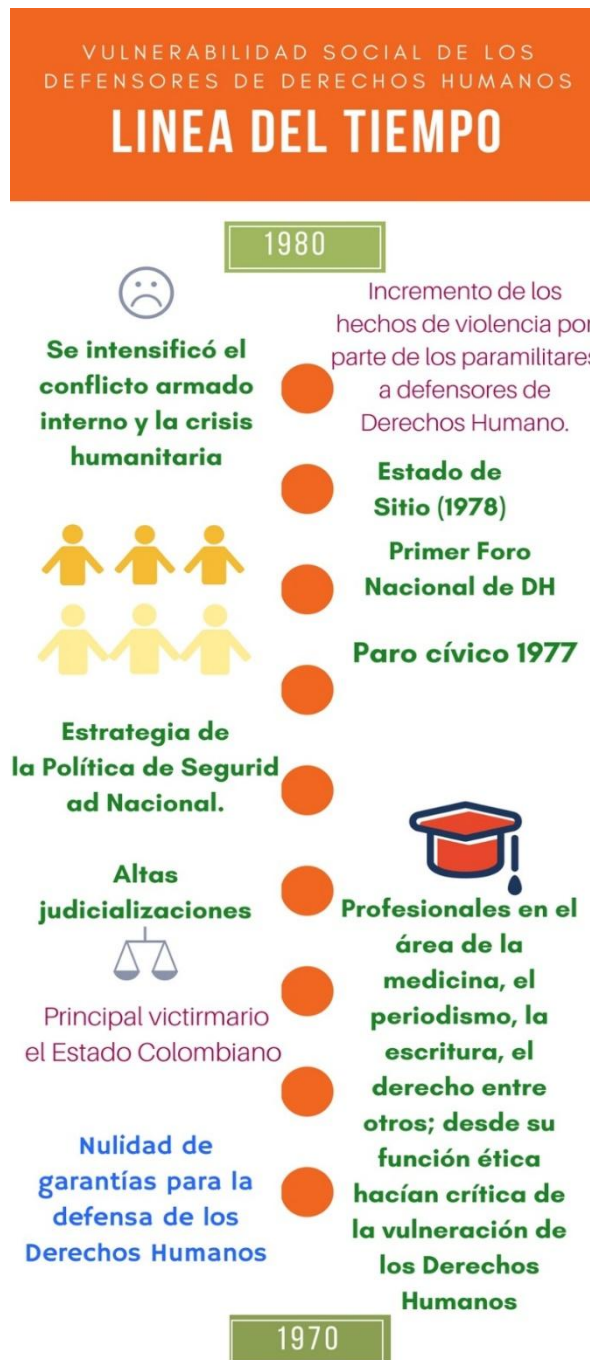 VULNERABILIDAD SOCIAL DE LOS
DEFENSORES DE DERECHOS HUMANOS
LINEA DEL TIEMPO
1980
Se intensificó el
conflicto armado
interno y la crisis
humanitaria
Incremento de los
hechos de violencia por
parte de los paramilitares
a defensores de
Derechos Humano.
Estado de
Sitio (1978)
Primer Foro
Nacional de DH
Paro cívico 1977
Estrategia de
la Política de Segurid
ad Nacional.
Altas
judicializaciones
Principal victirmario
el Estado Colombiano
Profesionales en el
área de la
medicina, el
periodismo, la
escritura, el
derecho entre
otros; desde su
función ética
hacían crítica de
la vulneración de
los Derechos
Humanos
Nulidad de
garantías para la
defensa de los
Derechos Humanos
1970